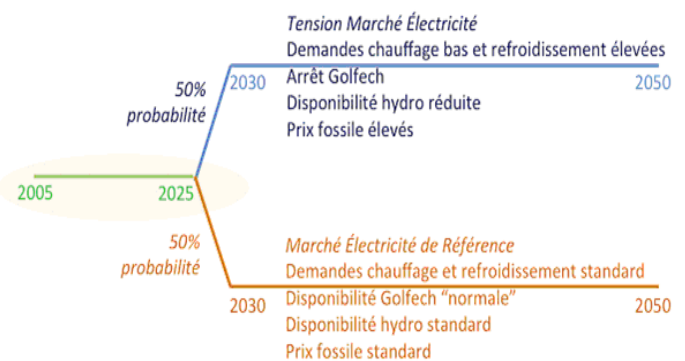 Tension Marché Électricité
Demandes chauffage bas et refroidissement élevées
50%
probabilité
2030
Arrêt Golfech
2050
Disponibilité hydro réduite
Prix fossile élevés
2005
2025
50%
probabilité
Marché Électricité de Référence
Demandes chauffage et refroidissement standard
2030
Disponibilité Golfech “normale”
2050
Disponibilité hydro standard
Prix fossile standard